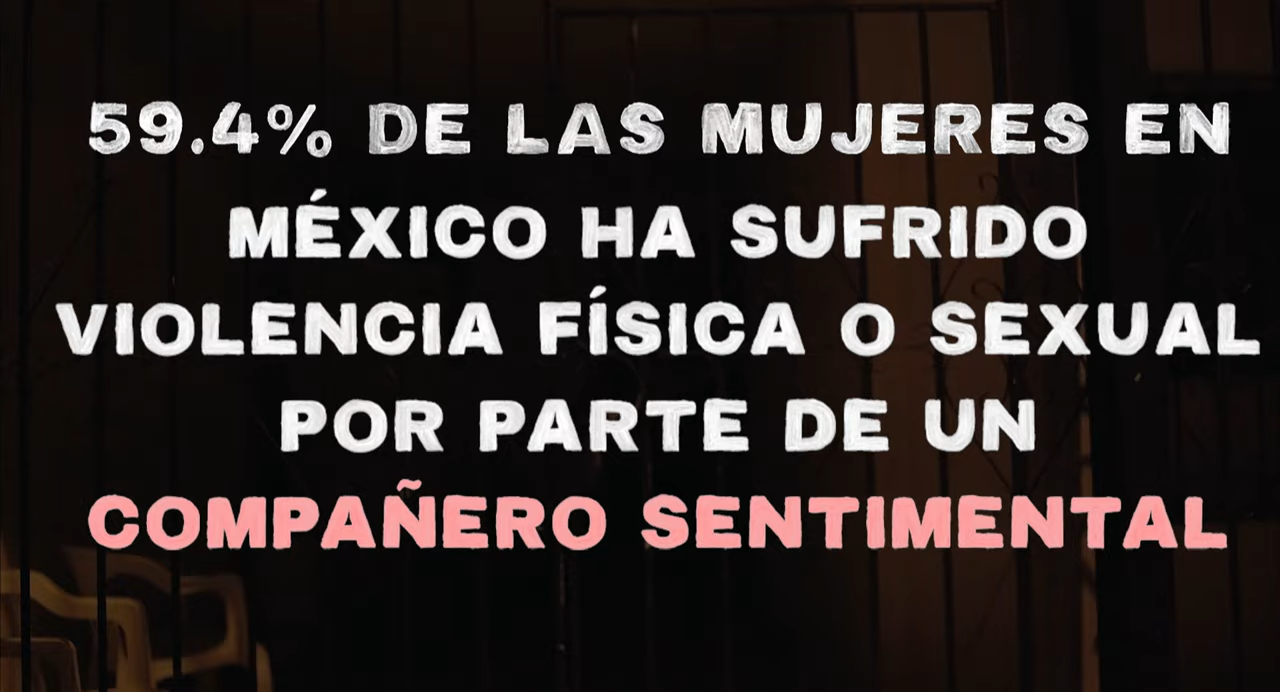 59.4% DE LAS MUJERES EN
MÉXICO HA SUFRIDO
VIOLENCIA FÍSICA O SEXUAL
POR PARTE DE UN
COMPAÑERO SENTIMENTAL